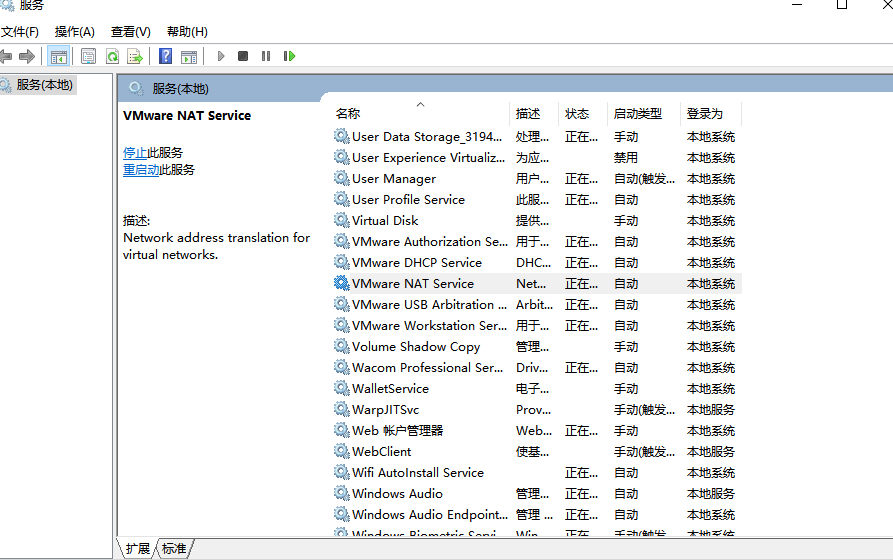 服务
文件(F) 操作(A) 查看(V) 帮助(H)
服务(本地)
服务(本地)
VMware NAT Service
停止此服务
重启动此服务
描述:
Network address translation for
virtual networks.
名称 描述 状态 启动类型 登录为
User Data Storage_3194... 处理... 正在... 手动 本地系统
User Experience Virtualiz... 为应... 禁用 本地系统
User Manager 用户... 正在... 自动(触发... 本地系统
User Profile Service 此服... 正在... 自动 本地系统
Virtual Disk 提供... 手动 本地系统
VMware Authorization Se... 用于... 正在... 自动 本地系统
VMware DHCP Service DHC... 正在... 自动 本地系统
VMware NAT Service Net... 正在... 自动 本地系统
VMware USB Arbitration ... Arbit... 正在... 自动 本地系统
VMware Workstation Ser... 用于... 正在... 自动 本地系统
Volume Shadow Copy 管理... 手动 本地系统
Wacom Professional Ser... Driv... 正在... 自动 本地系统
WalletService 电子... 手动 本地系统
WarpJITSvc Prov... 手动(触发... 本地服务
Web 帐户管理器 Web... 正在... 手动 本地系统
WebClient 使基... 手动(触发... 本地服务
Wifi AutoInstall Service 正在... 自动 本地系统
Windows Audio 管理... 正在... 自动 本地服务
Windows Audio Endpoint... 管理 ... 正在... 自动 本地系统
Windows Biometric Servi... Win... 正在... 手动(触发... 本地系统
扩展 标准